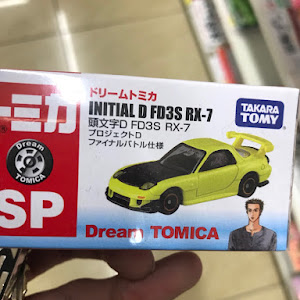 ドリームトミカ
INITIAL D FD3S RX-7
頭文字D FD3S RX-7
プロジェクトD
ファイナルバトル仕様
TAKARA
TOMY
ーミカ
Dream
TOMICA
SP
Dream TOMICA